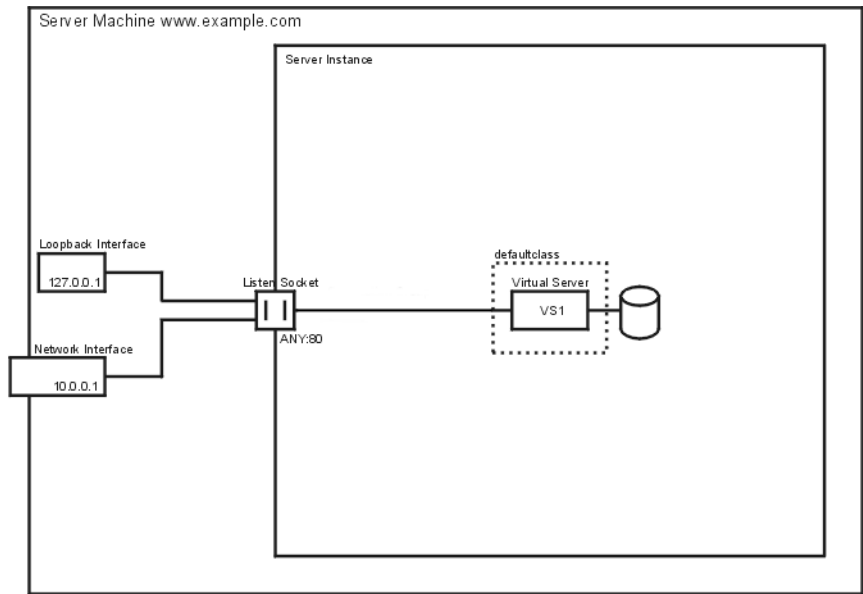 Server Machine www.example.com
Server Instance
Loopback Interface
127.0.0.1
Network Interface
10.0.0.1
Listen Socket
ANY:80
defaultclass
Virtual Server
VS1